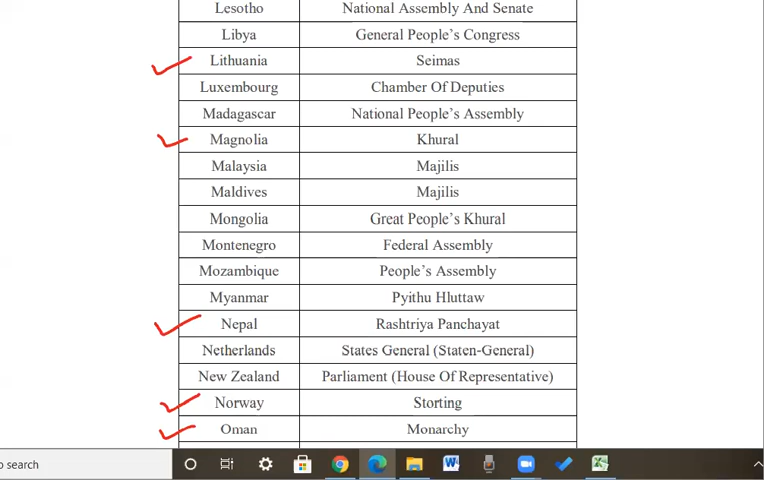 Lesotho National Assembly And Senate
Libya General People's Congress
Lithuania Seimas
Luxembourg Chamber Of Deputies
Madagascar National People's Assembly
Magnolia Khural
Malaysia Majilis
Maldives Majilis
Mongolia Great People's Khural
Montenegro Federal Assembly
Mozambique People's Assembly
Myanmar Pyithu Hluttaw
Nepal Rashtriya Panchayat
Netherlands States General (Staten-General)
New Zealand Parliament (House Of Representative)
Norway Storting
Oman Monarchy
o search